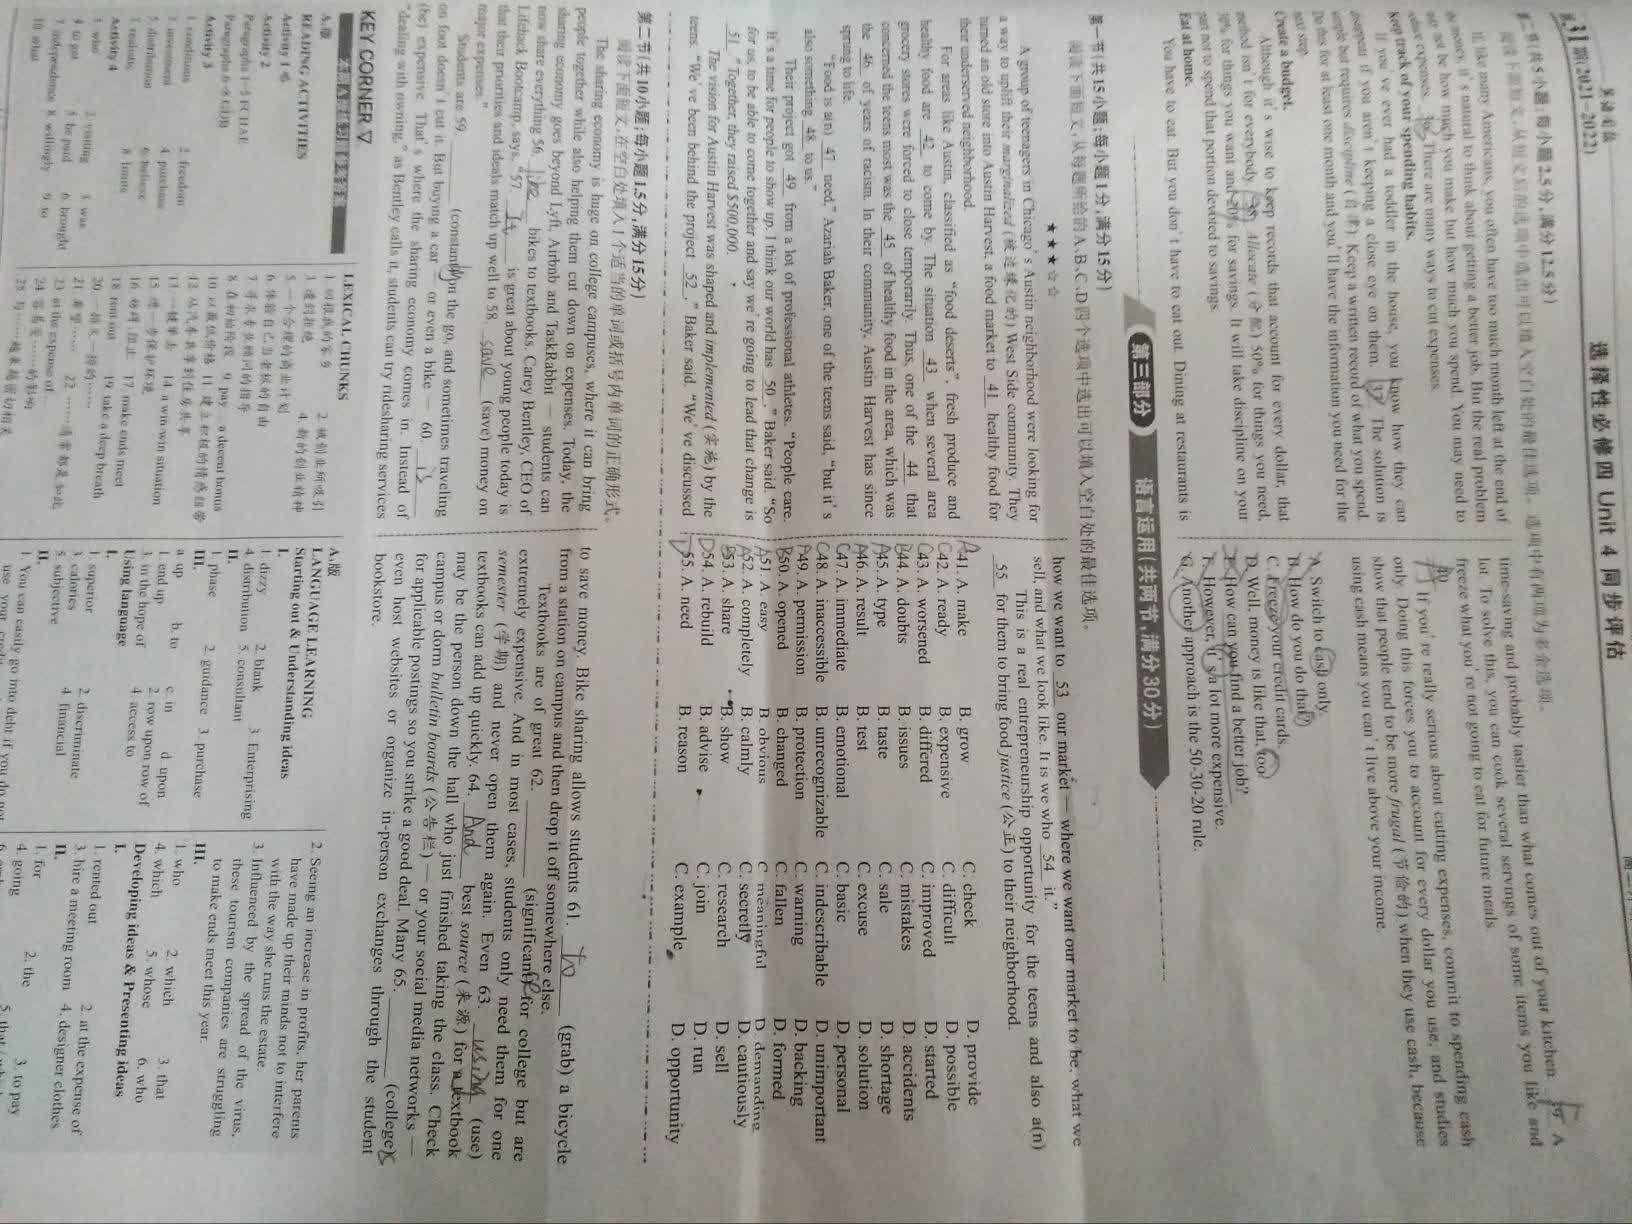 选择性必修四 Unit 4 同步评估
第31期(2021-2022)
第二节(共5小题;每小题2.5分,满分12.5分)
阅读下面短文,从短文后的选项中选出可以填入空白处的最佳选项。选项中有两项为多余选项。
If, like many Americans, you often have too much month left at the end of
the money, it's natural to think about getting a better job. But the real problem
may not be how much you make but how much you spend. You may need to
There are many ways to cut expenses.
Keep track of your spending habits.
If you've ever had a toddler in the house, you know how they can
disappear if you aren't keeping a close eye on them. 37 The solution is
simple but requires discipline (自律): Keep a written record of what you spend.
Do this for at least one month and you'll have the information you need for the
next step.
Create a budget.
Although it's wise to keep records that account for every dollar, that
method isn't for everybody. 38 Allocate (分配) 50% for things you need,
30% for things you want and 20% for savings. It will take discipline on your
part not to spend that portion devoted to savings.
Eat at home.
You have to eat. But you don't have to eat out. Dining at restaurants is
time-saving and probably tastier than what comes out of your kitchen.
lot. To solve this, you can cook several servings of some items you like and
freeze what you're not going to eat for future meals.
40
If you're really serious about cutting expenses, commit to spending cash
only. Doing this forces you to account for every dollar you use, and studies
show that people tend to be more frugal (节俭的) when they use cash, because
using cash means you can't live above your income.
A. Switch to cash only.
B. How do you do that?
C. Freeze your credit cards.
D. Well, money is like that, too.
E. How can you find a better job?
F. However, it's a lot more expensive.
G. Another approach is the 50-30-20 rule.
第三部分 语言运用(共两节,满分30分)
第一节(共15小题;每小题1分,满分15分)
阅读下面短文,从每题所给的A、B、C、D四个选项中选出可以填入空白处的最佳选项。
★★★☆☆
A group of teenagers in Chicago's Austin neighborhood were looking for
a way to uplift their marginalized (被边缘化的) West Side community. They
turned an old store into Austin Harvest, a food market to 41 healthy food for
their underserved neighborhood.
For areas like Austin, classified as "food deserts", fresh produce and
healthy food are 42 to come by. The situation 43 when several area
grocery stores were forced to close temporarily. Thus, one of the 44 that
concerned the teens most was the 45 of healthy food in the area, which was
the 46 of years of racism. In their community, Austin Harvest has since
sprung to life.
"Food is a(n) 47 need," Azariah Baker, one of the teens said, "but it's
also something 48 to us."
Their project got 49 from a lot of professional athletes. "People care.
It's a time for people to show up. I think our world has 50," Baker said. "So
for us, to be able to come together and say we're going to lead that change is
51." Together, they raised $500,000.
The vision for Austin Harvest was shaped and implemented (实施) by the
teens. "We've been behind the project 52," Baker said. "We've discussed
how we want to 53 our market — where we want our market to be, what we
sell, and what we look like. It is we who 54 it."
This is a real entrepreneurship opportunity for the teens and also a(n)
55 for them to bring food justice (公正) to their neighborhood.
A 41. A. make B. grow C. check D. provide
C 42. A. ready B. expensive C. difficult D. possible
C 43. A. worsened B. differed C. improved D. started
B 44. A. doubts B. issues C. mistakes D. accidents
A 45. A. type B. taste C. sale D. shortage
A 46. A. result B. test C. excuse D. solution
C 47. A. immediate B. emotional C. basic D. personal
C 48. A. inaccessible B. unrecognizable C. indescribable D. unimportant
A 49. A. permission B. protection C. warning D. backing
B 50. A. opened B. changed C. fallen D. formed
A 51. A. easy B. obvious C. meaningful D. demanding
A 52. A. completely B. calmly C. secretly D. cautiously
B 53. A. share B. show C. research D. sell
D 54. A. rebuild B. advise C. join D. run
D 55. A. need B. reason C. example D. opportunity
第二节(共10小题;每小题1.5分,满分15分)
阅读下面短文,在空白处填入1个适当的单词或括号内单词的正确形式。
The sharing economy is huge on college campuses, where it can bring
people together while also helping them cut down on expenses. Today, the
sharing economy goes beyond Lyft, Airbnb and TaskRabbit — students can
now share everything 56. bikes to textbooks. Carey Bentley, CEO of
Lifehack Bootcamp, says, "57. It is great about young people today is
that their priorities and ideals match up well to 58. save (save) money on
major expenses."
Students are 59. (constant) on the go, and sometimes traveling
on foot doesn't cut it. But buying a car — or even a bike — 60. is
(be) expensive. That's where the sharing economy comes in. Instead of
"dealing with owning," as Bentley calls it, students can try ridesharing services
to save money. Bike sharing allows students 61. to (grab) a bicycle
from a station on campus and then drop it off somewhere else.
Textbooks are of great 62. (significant) for college but are
extremely expensive. And in most cases, students only need them for one
semester (学期) and never open them again. Even 63. using (use)
textbooks can add up quickly. 64. And best source (来源) for a textbook
may be the person down the hall who just finished taking the class. Check
campus or dorm bulletin boards (公告栏) — or your social media networks —
for applicable postings so you strike a good deal. Many 65. (college)
even host websites or organize in-person exchanges through the student
bookstore.
KEY CORNER ▽
A版
READING ACTIVITIES
Activity 1 略
Activity 2
Activity 3
1. conditions 2. freedom
3. investment 4. purchase
5. distribution 6. believe
7. realistic 8. limits
Activity 4
1. who 2. visiting 3. was
4. to get 5. be paid 6. brought
7. independence 8. willingly 9. to
10. what
LEXICAL CHUNKS
1. 回报我的家乡 2. 被创业所吸引
3. 遭到拒绝 4. 新的创业精神
5. 一个合理的商业计划
6. 体验自己当老板的自由
7. 寻求专业顾问的指导
8. 在初始阶段 9. pay a decent bonus
10. 以最低价格 11. 建立积极的情感纽带
12. 从汽车共享到住房共享
13. 一键单击 14. a win-win situation
15. 进一步保护环境
16. 妨碍,阻止 17. make ends meet
18. rent out 19. take a deep breath
20. 一排又一排的……
21. 希望…… 22. ……通常都是如此
23. at the expense of
24. 容易受……的影响
25. 与……越来越密切相关
A版
LANGUAGE LEARNING
Starting out & Understanding ideas
I.
1. dizzy 2. blank 3. Enterprising
4. distribution 5. consultant
II.
1. phase 2. guidance 3. purchase
III.
a. up b. to c. in d. upon
1. end up 2. row upon row of
3. in the hope of 4. access to
Using language
I.
1. superior 2. discriminate
3. calories 4. financial
5. subjective
II.
1. You can easily go into debt if you do not
2. Seeing an increase in profits, her parents
have made up their minds not to interfere
with the way she runs the estate.
3. Influenced by the spread of the virus,
these tourism companies are struggling
to make ends meet this year.
III.
1. who 2. which 3. that
4. which 5. whose 6. who
Developing ideas & Presenting ideas
I.
1. rented out 2. at the expense of
3. hire a meeting room 4. designer clothes
II.
1. for 2. the 3. to pay
4. going